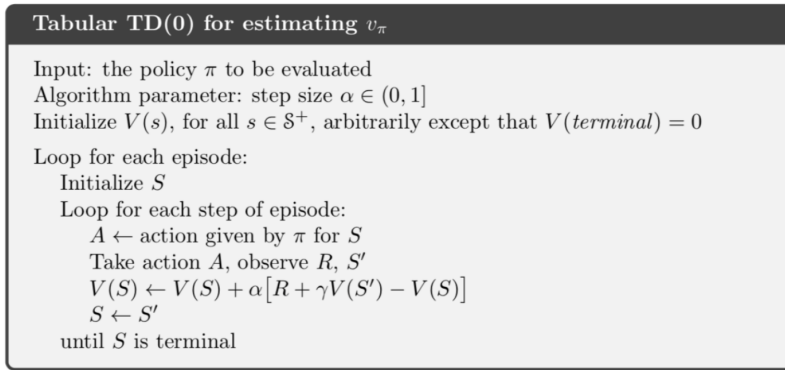 Tabular TD(0) for estimating v_π
Input: the policy π to be evaluated
Algorithm parameter: step size α ∈ (0, 1]
Initialize V(s), for all s ∈ 𝒮⁺, arbitrarily except that V(terminal) = 0
Loop for each episode:
Initialize S
Loop for each step of episode:
A ← action given by π for S
Take action A, observe R, S′
V(S) ← V(S) + α[R + γV(S′) − V(S)]
S ← S′
until S is terminal